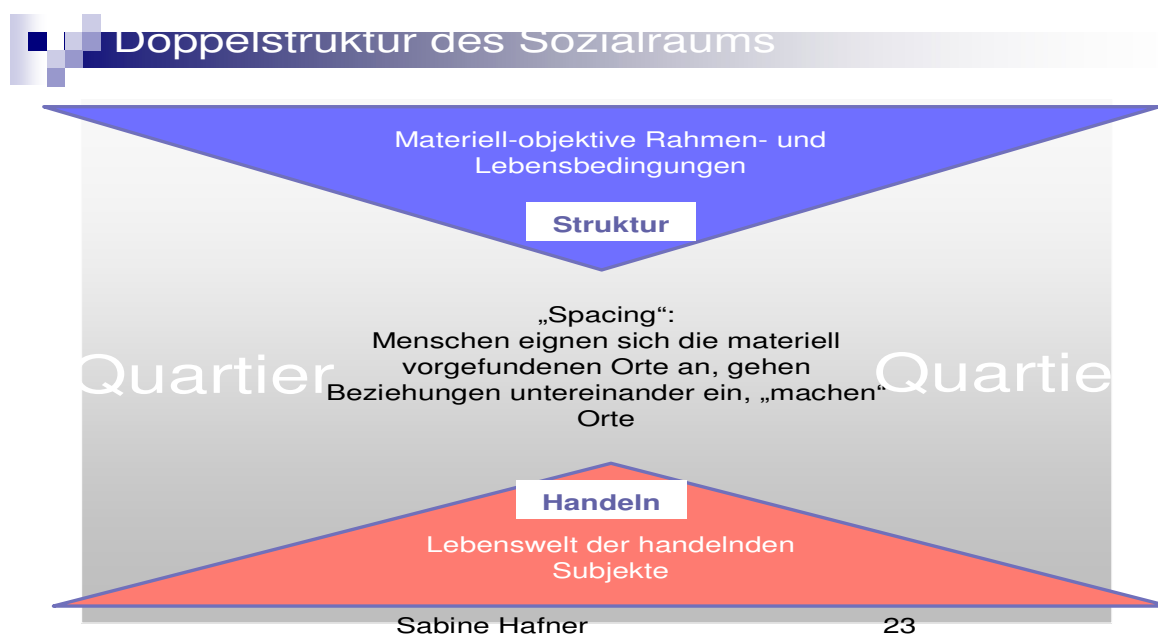 Doppelstruktur des Sozialraums
Materiell-objektive Rahmen- und
Lebensbedingungen
Struktur
„Spacing“:
Menschen eignen sich die materiell
vorgefundenen Orte an, gehen
Beziehungen untereinander ein, „machen“
Orte
Quartier
Quartie
Handeln
Lebenswelt der handelnden
Subjekte
Sabine Hafner
23